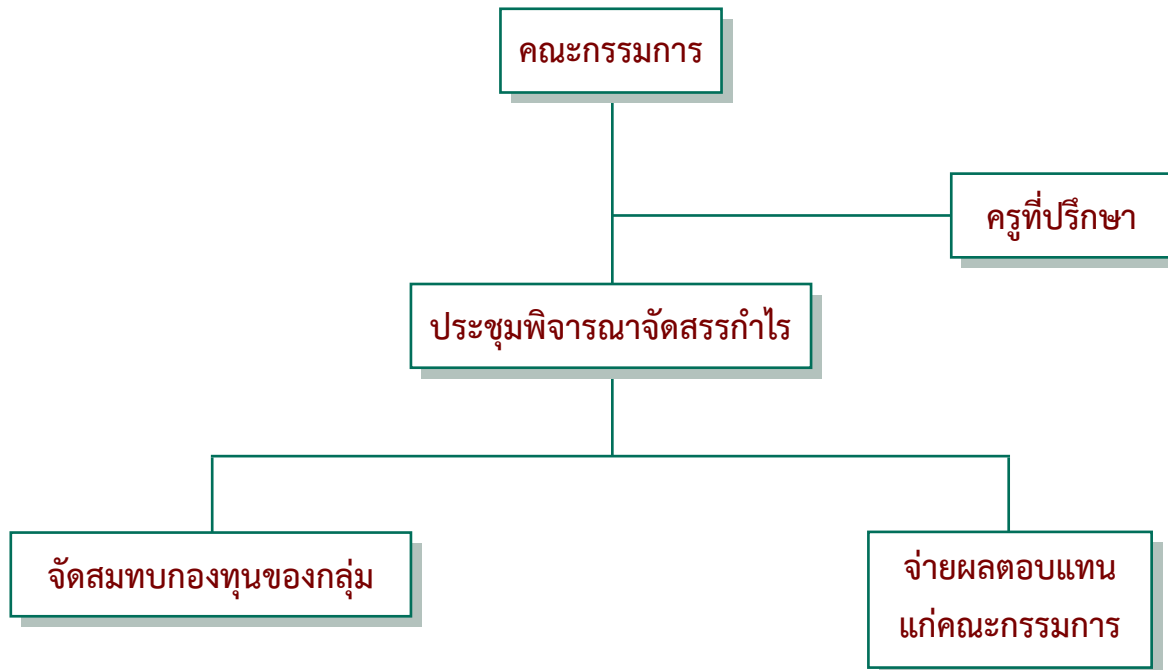 คณะกรรมการ
ครูที่ปรึกษา
ประชุมพิจารณาจัดสรรกำไร
จัดสมทบกองทุนของกลุ่ม
จ่ายผลตอบแทน
แก่คณะกรรมการ